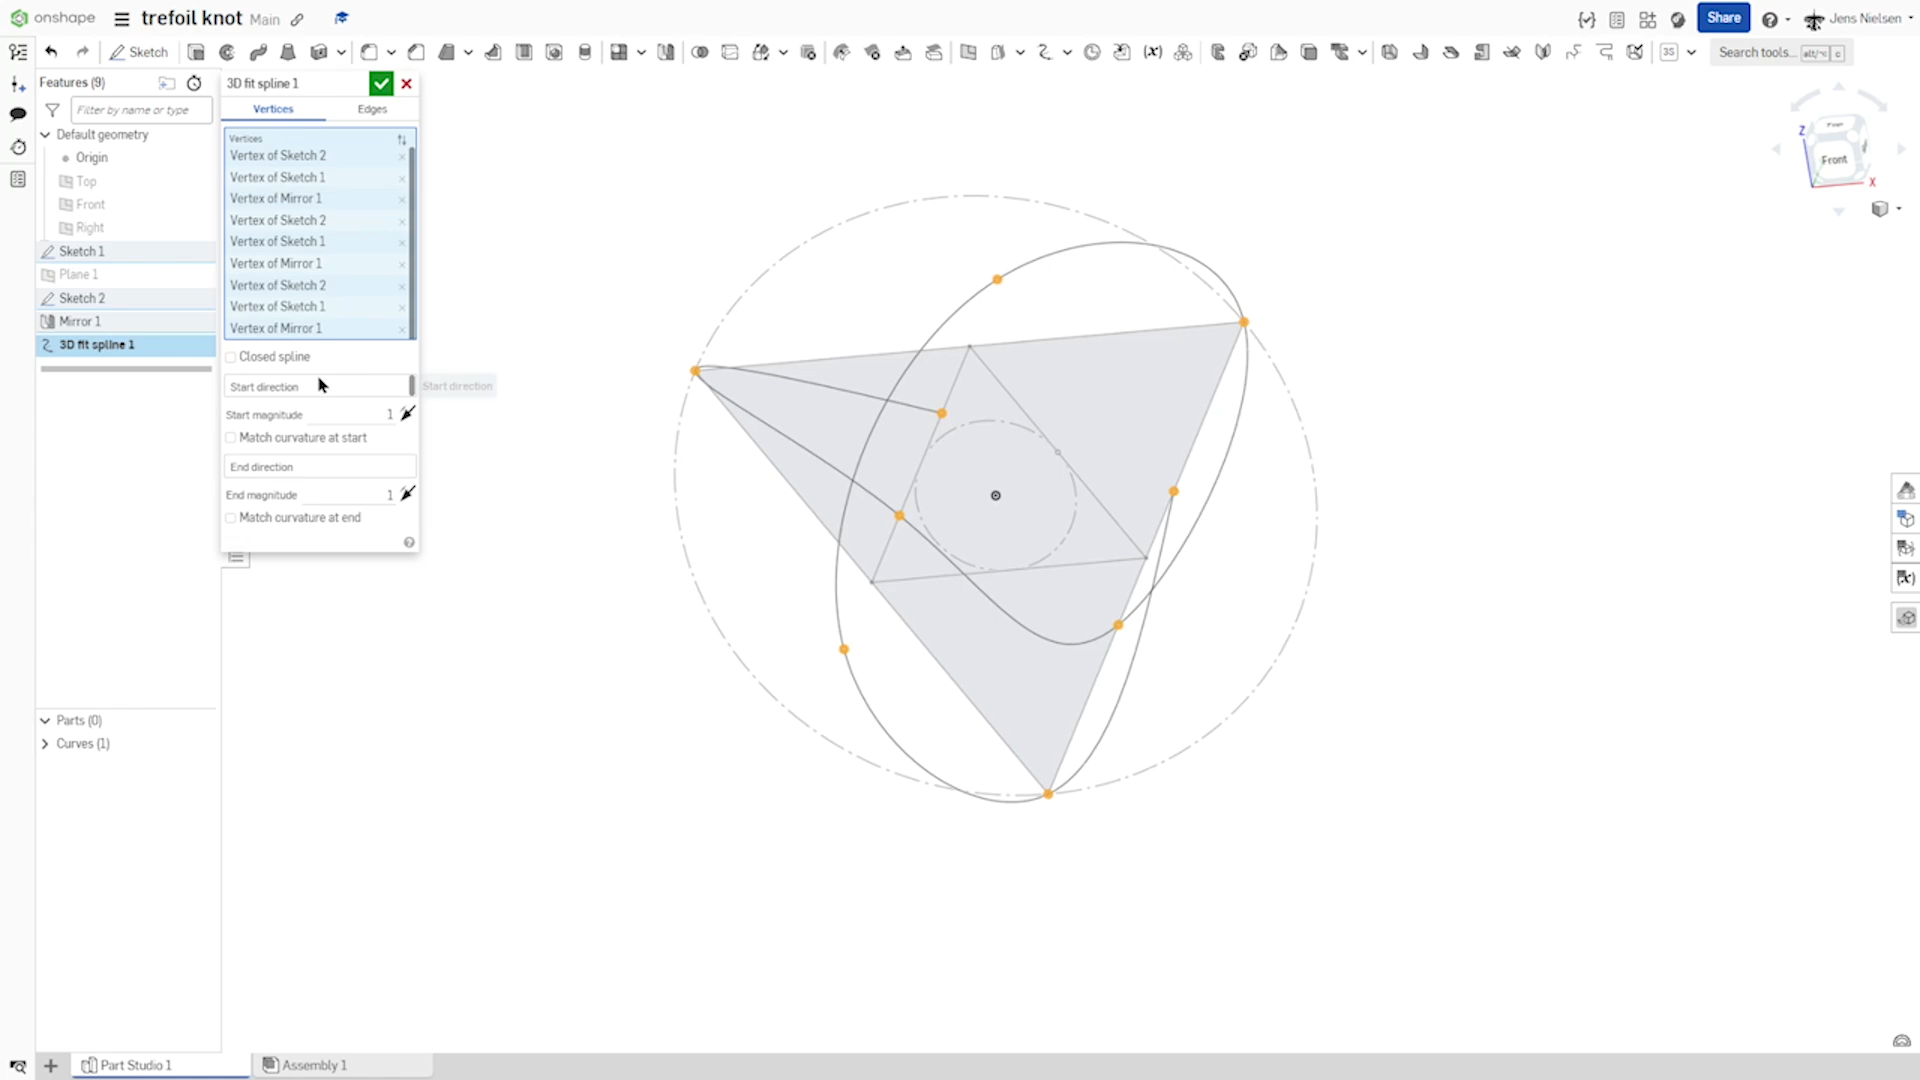 onshape
trefoil knot Main
Share
Jens Nielsen
Sketch
Search tools... alt/⌥ c
Features (9)
Filter by name or type
Default geometry
Origin
Top
Front
Right
Sketch 1
Plane 1
Sketch 2
Mirror 1
3D fit spline 1
3D fit spline 1
Vertices
Edges
Vertices
Vertex of Sketch 2
Vertex of Sketch 1
Vertex of Mirror 1
Vertex of Sketch 2
Vertex of Sketch 1
Vertex of Mirror 1
Vertex of Sketch 2
Vertex of Sketch 1
Vertex of Mirror 1
Closed spline
Start direction
Start direction
Start magnitude 1
Match curvature at start
End direction
End magnitude 1
Match curvature at end
Z
Front
X
Parts (0)
Curves (1)
Part Studio 1
Assembly 1